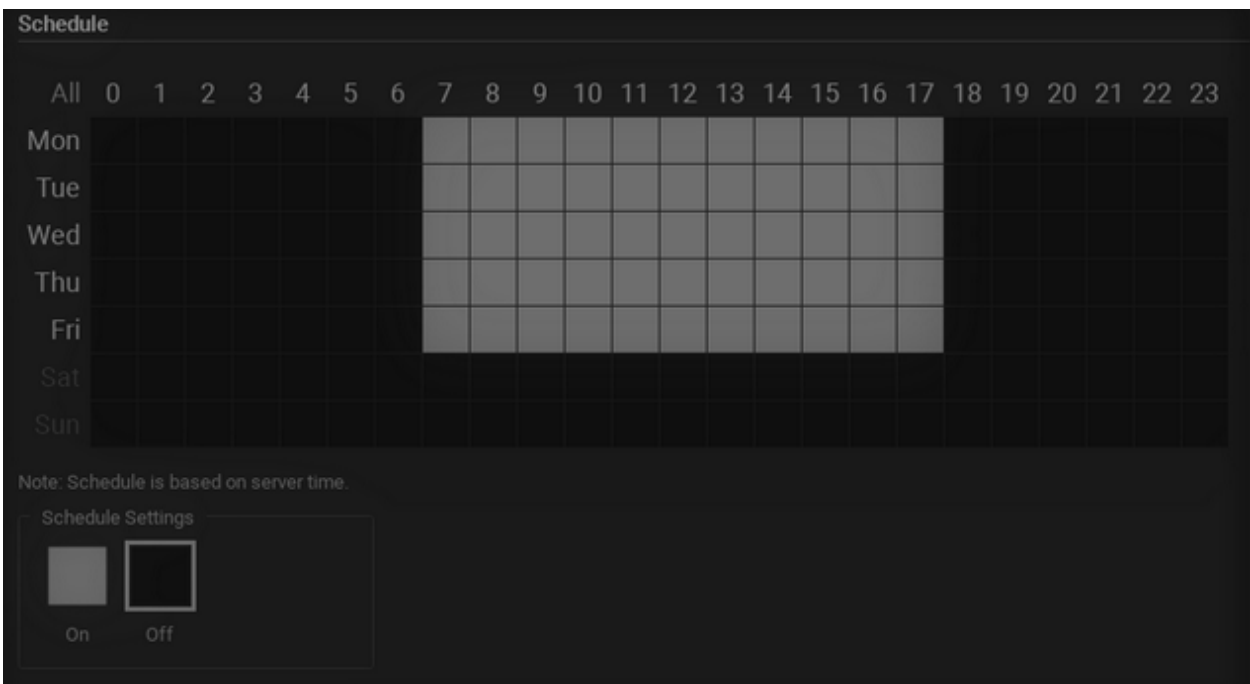 Schedule
All 0 1 2 3 4 5 6 7 8 9 10 11 12 13 14 15 16 17 18 19 20 21 22 23
Mon
Tue
Wed
Thu
Fri
Sat
Sun
Note: Schedule is based on server time.
Schedule Settings
On Off